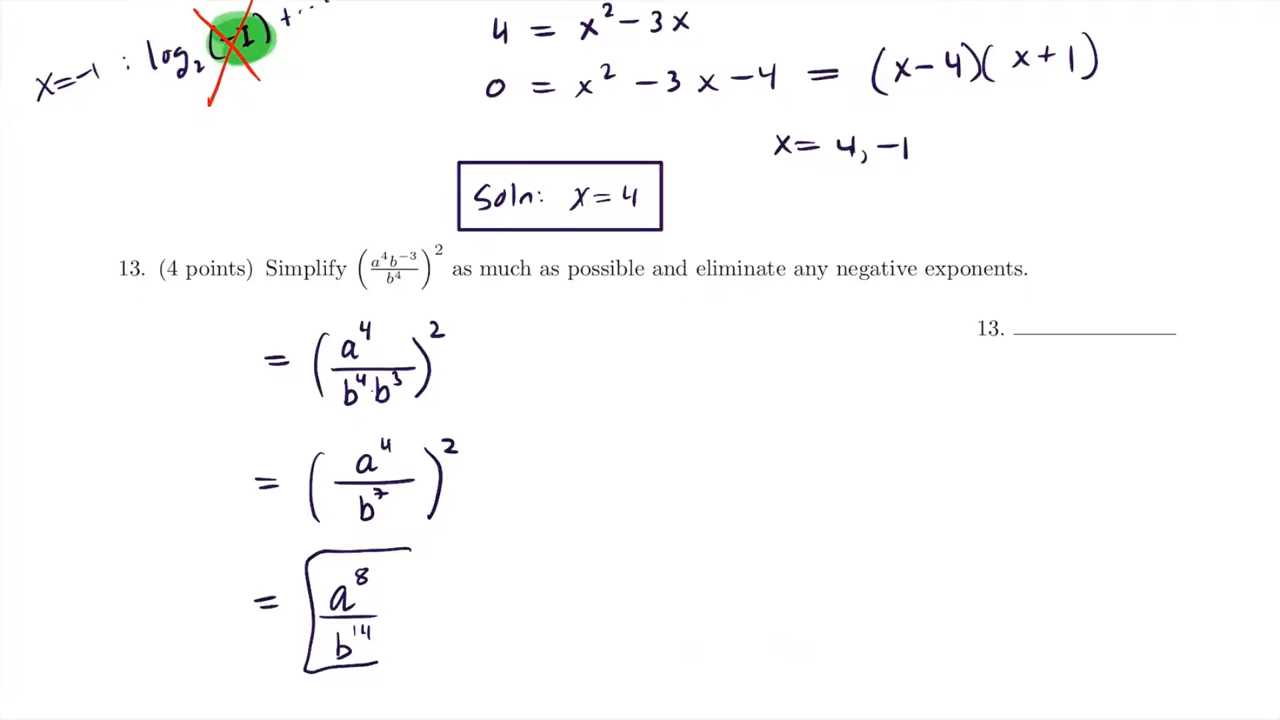 x=-1 : log₂(-1) + ...
4 = x² - 3x
0 = x² - 3x - 4 = (x-4)(x+1)
x = 4, -1
Soln: x = 4
13. (4 points) Simplify (a⁴b⁻³/b⁴)² as much as possible and eliminate any negative exponents.
13. ____________
= (a⁴/b⁴·b³)²
= (a⁴/b⁷)²
= a⁸/b¹⁴